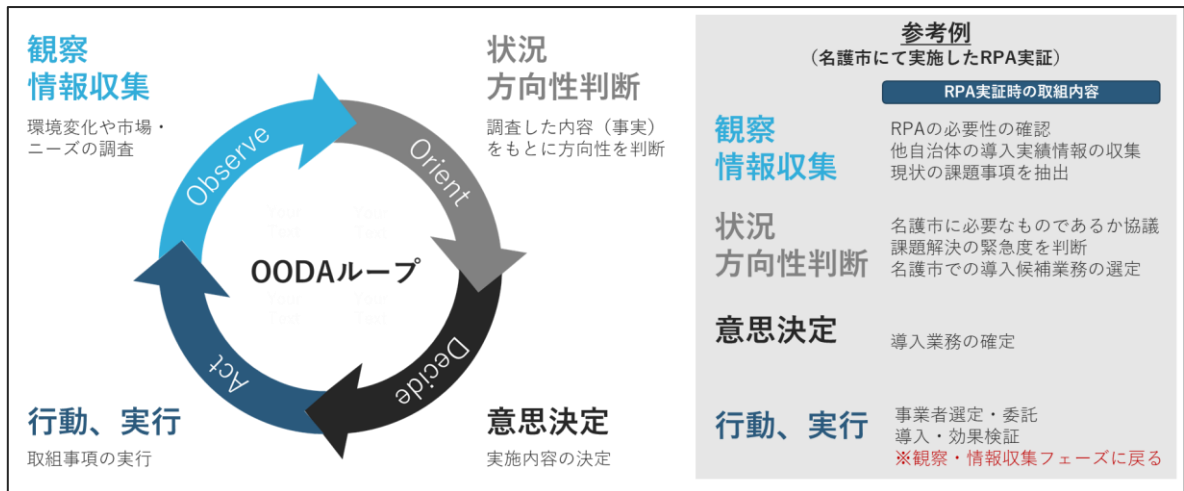 観察
情報収集
環境変化や市場・
ニーズの調査
状況
方向性判断
調査した内容（事実）
をもとに方向性を判断
Observe
Orient
Decide
Act
OODAループ
行動、実行
取組事項の実行
意思決定
実施内容の決定
参考例
（名護市にて実施したRPA実証）
RPA実証時の取組内容
観察
情報収集
RPAの必要性の確認
他自治体の導入実績情報の収集
現状の課題事項を抽出
状況
方向性判断
名護市に必要なものであるか協議
課題解決の緊急度を判断
名護市での導入候補業務の選定
意思決定
導入業務の確定
行動、実行
事業者選定・委託
導入・効果検証
※観察・情報収集フェーズに戻る